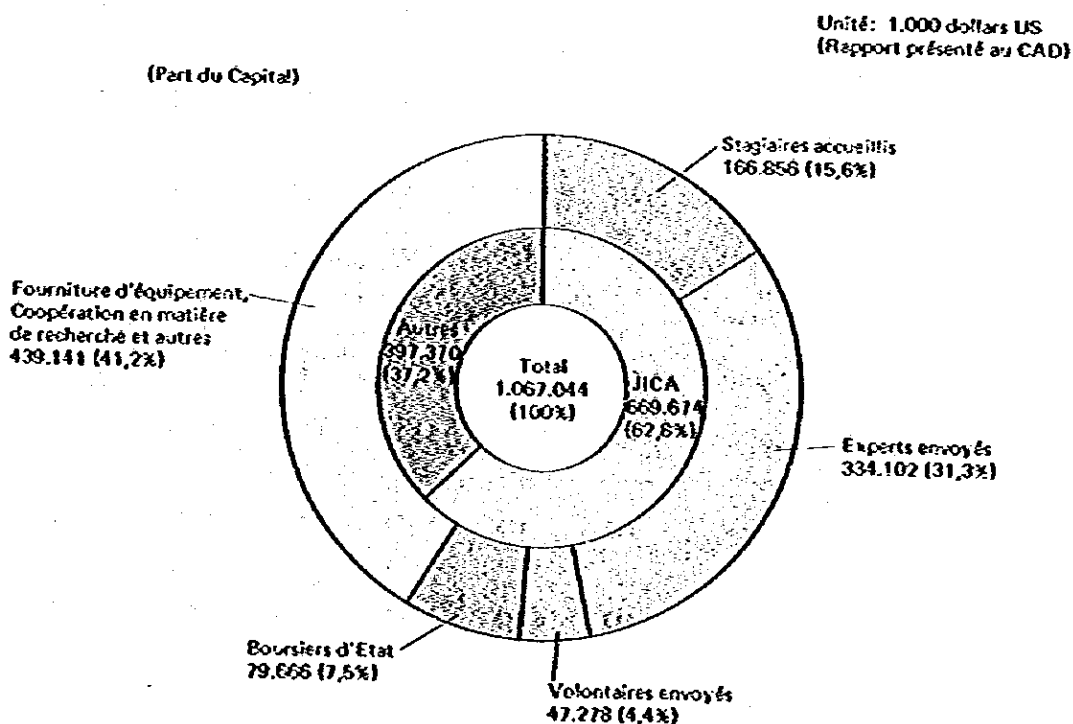 Unité: 1.000 dollars US
(Rapport présenté au CAD)
(Part du Capital)
Stagiaires accueillis
166.856 (15,6%)
Fourniture d'équipement,
Coopération en matière
de recherché et autres
439.141 (41,2%)
Autres
397.370
(37,2%)
Total
1.067.044
(100%)
JICA
669.674
(62,8%)
Experts envoyés
334.102 (31,3%)
Boursiers d'Etat
79.666 (7,5%)
Volontaires envoyés
47.278 (4,4%)